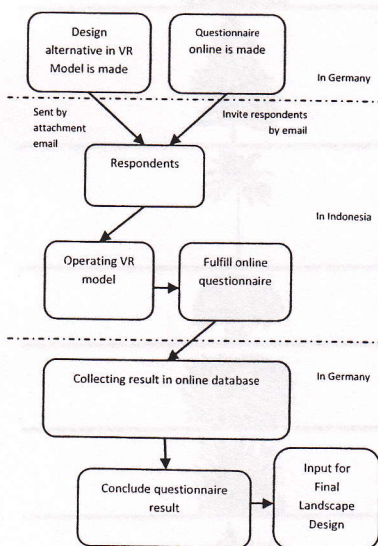 Design
alternative in VR
Model is made
Questionnaire
online is made
In Germany
Sent by
attachment
email
Invite respondents
by email
Respondents
In Indonesia
Operating VR
model
Fulfill online
questionnaire
Collecting result in online database
In Germany
Conclude questionnaire
result
Input for
Final
Landscape
Design